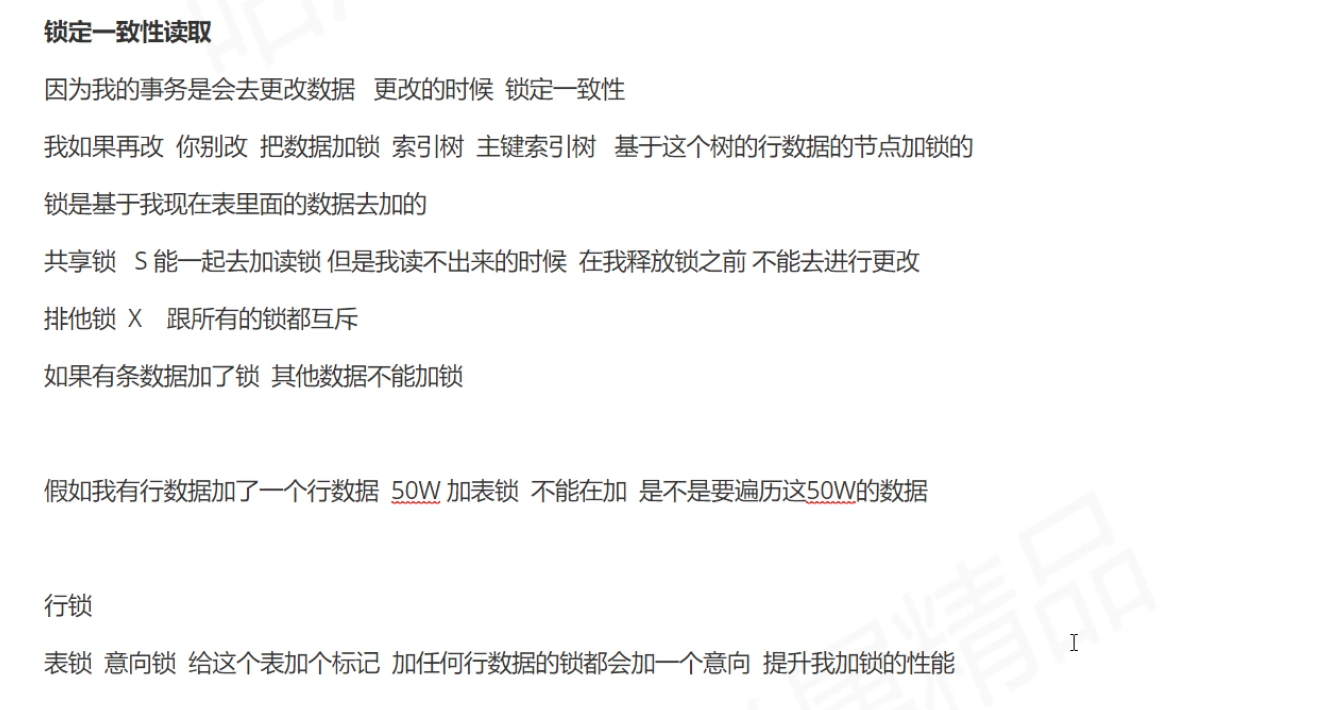 锁定一致性读取
因为我的事务是会去更改数据 更改的时候 锁定一致性
我如果再改 你别改 把数据加锁 索引树 主键索引树 基于这个树的行数据的节点加锁的
锁是基于我现在表里面的数据去加的
共享锁 S 能一起去加读锁 但是我读不出来的时候 在我释放锁之前 不能去进行更改
排他锁 X 跟所有的锁都互斥
如果有条数据加了锁 其他数据不能加锁
假如我有行数据加了一个行数据 50W 加表锁 不能在加 是不是要遍历这50W的数据
行锁
表锁 意向锁 给这个表加个标记 加任何行数据的锁都会加一个意向 提升我加锁的性能
精品